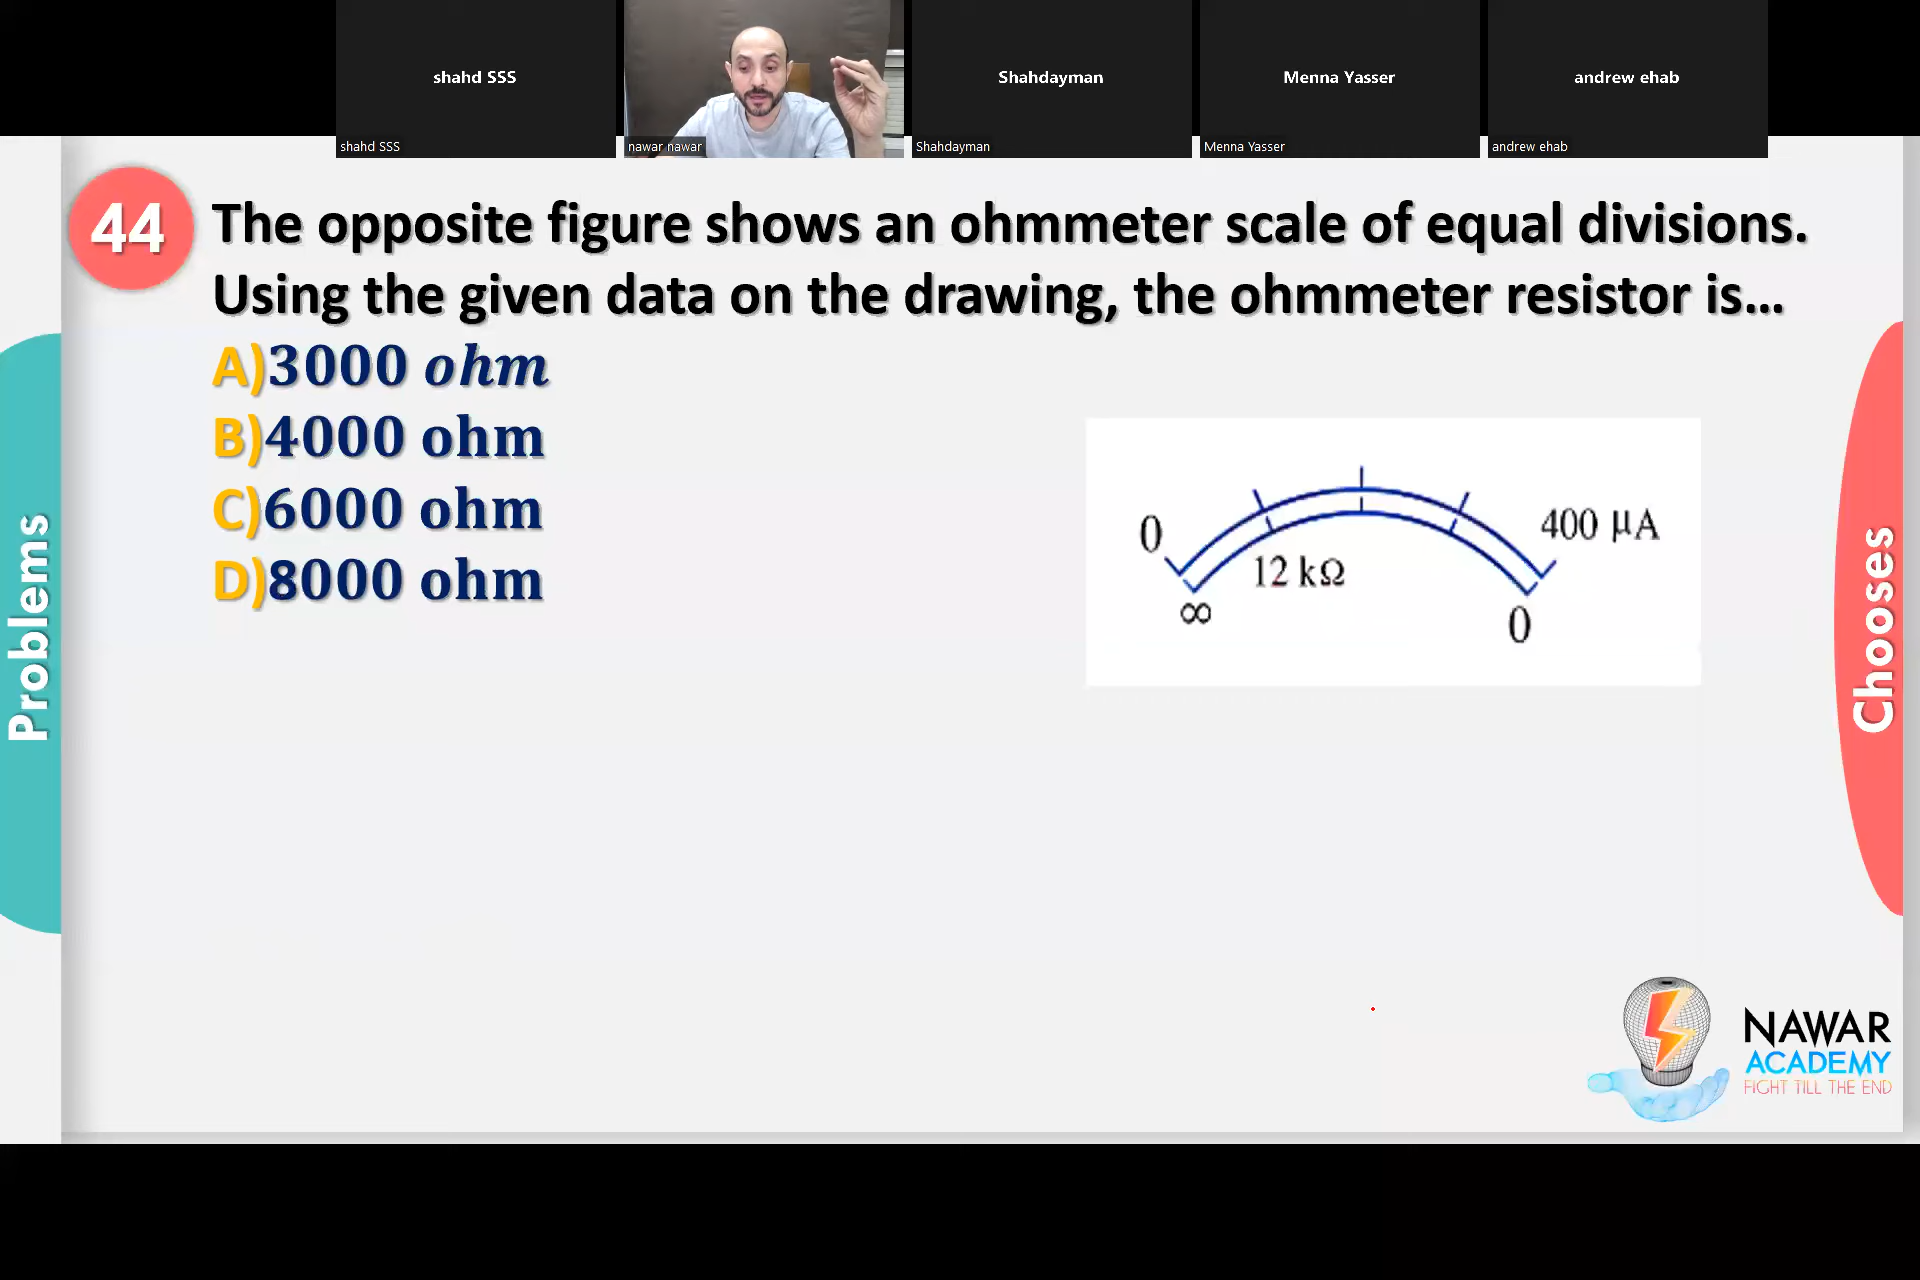 shahd SSS
Shahdayman
Menna Yasser
andrew ehab
shahd SSS
nawar nawar
Shahdayman
Menna Yasser
andrew ehab
44
The opposite figure shows an ohmmeter scale of equal divisions.
Using the given data on the drawing, the ohmmeter resistor is...
A)3000 ohm
B)4000 ohm
C)6000 ohm
D)8000 ohm
0
400 μA
12 kΩ
∞
0
Problems
Chooses
NAWAR
ACADEMY
FIGHT TILL THE END